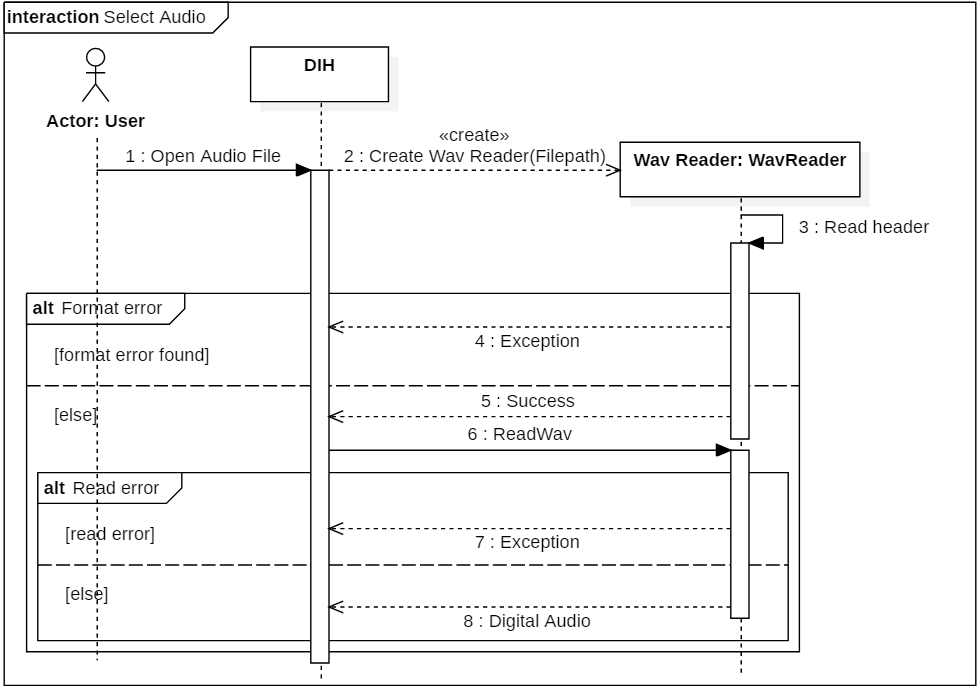 interaction Select Audio
DIH
Actor: User
«create»
1 : Open Audio File
2 : Create Wav Reader(Filepath)
Wav Reader: WavReader
3 : Read header
alt Format error
4 : Exception
[format error found]
5 : Success
[else]
6 : ReadWav
alt Read error
[read error]
7 : Exception
[else]
8 : Digital Audio